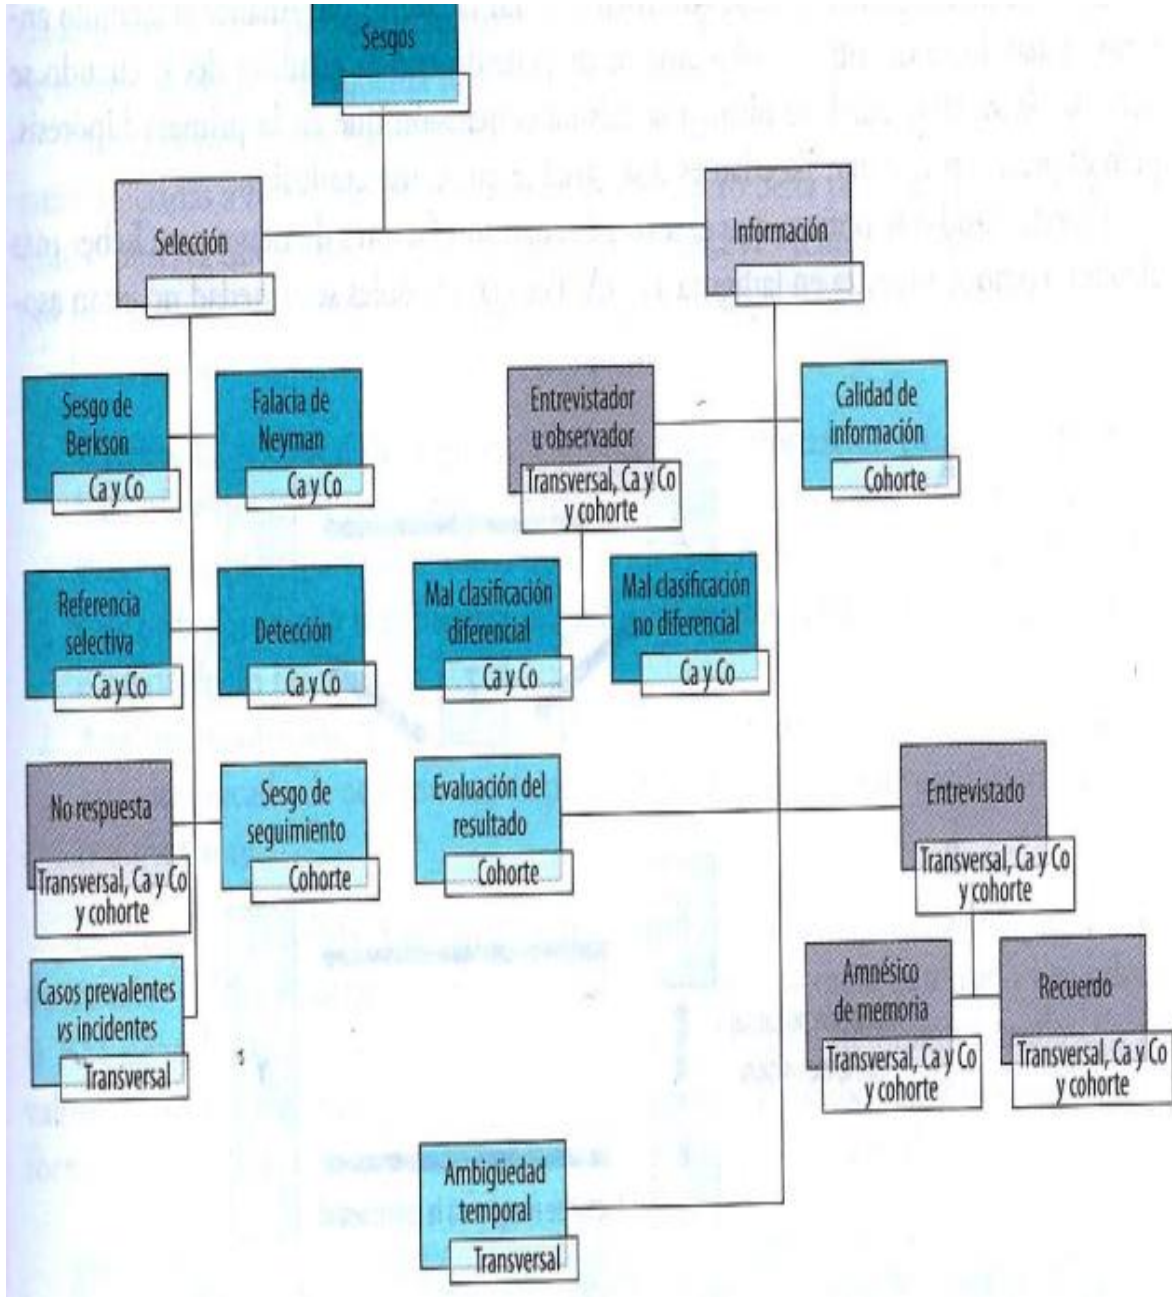 Sesgos
Selección
Información
Sesgo de
Berkson
Ca y Co
Falacia de
Neyman
Ca y Co
Entrevistador
u observador
Transversal, Ca y Co
y cohorte
Calidad de
información
Cohorte
Referencia
selectiva
Ca y Co
Detección
Ca y Co
Mal clasificación
diferencial
Ca y Co
Mal clasificación
no diferencial
Ca y Co
No respuesta
Transversal, Ca y Co
y cohorte
Sesgo de
seguimiento
Cohorte
Evaluación del
resultado
Cohorte
Entrevistado
Transversal, Ca y Co
y cohorte
Casos prevalentes
vs incidentes
Transversal
Amnésico
de memoria
Transversal, Ca y Co
y cohorte
Recuerdo
Transversal, Ca y Co
y cohorte
Ambigüedad
temporal
Transversal